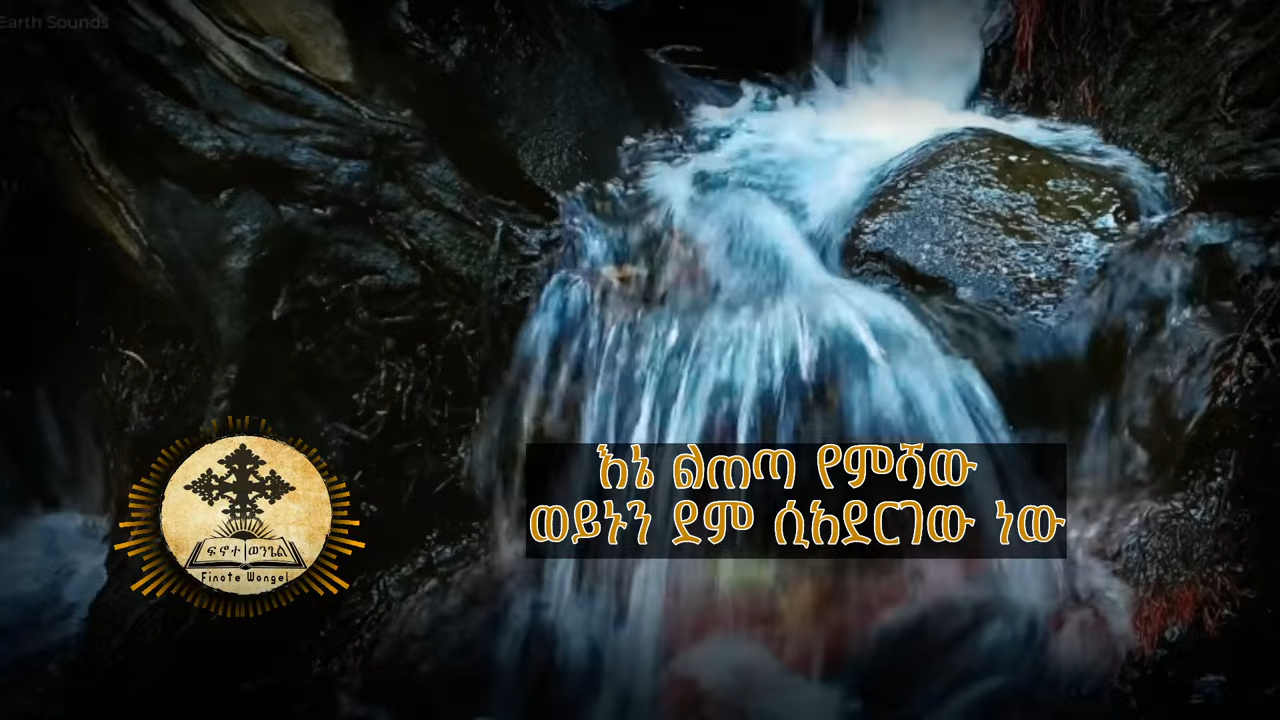 Earth Sounds
እኔ ልጠጣ የምሻው
ወይኑን ደም ሲአደርገው ነው
ፍኖተ ወንጌል
Finote Wongel